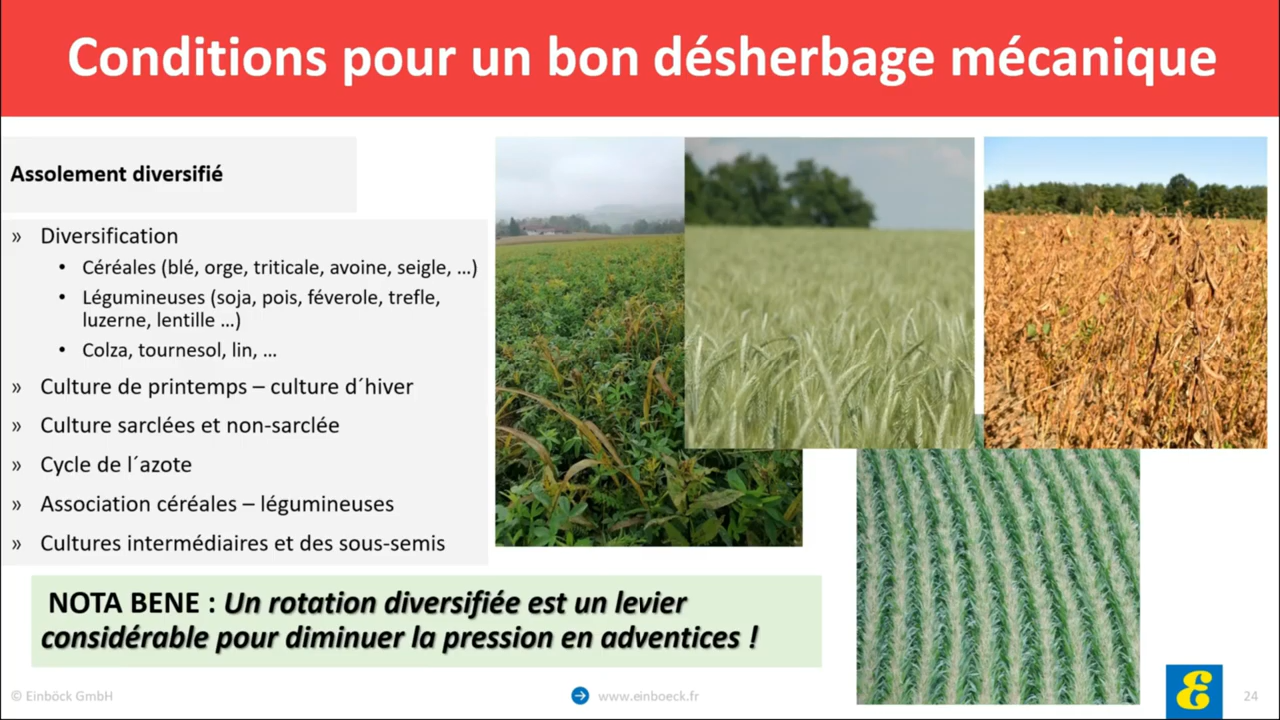 Conditions pour un bon désherbage mécanique
Assolement diversifié
» Diversification
• Céréales (blé, orge, triticale, avoine, seigle, ...)
• Légumineuses (soja, pois, féverole, trefle,
luzerne, lentille ...)
• Colza, tournesol, lin, ...
» Culture de printemps – culture d´hiver
» Culture sarclées et non-sarclée
» Cycle de l´azote
» Association céréales – légumineuses
» Cultures intermédiaires et des sous-semis
NOTA BENE : Un rotation diversifiée est un levier
considérable pour diminuer la pression en adventices !
© Einböck GmbH
www.einboeck.fr
24